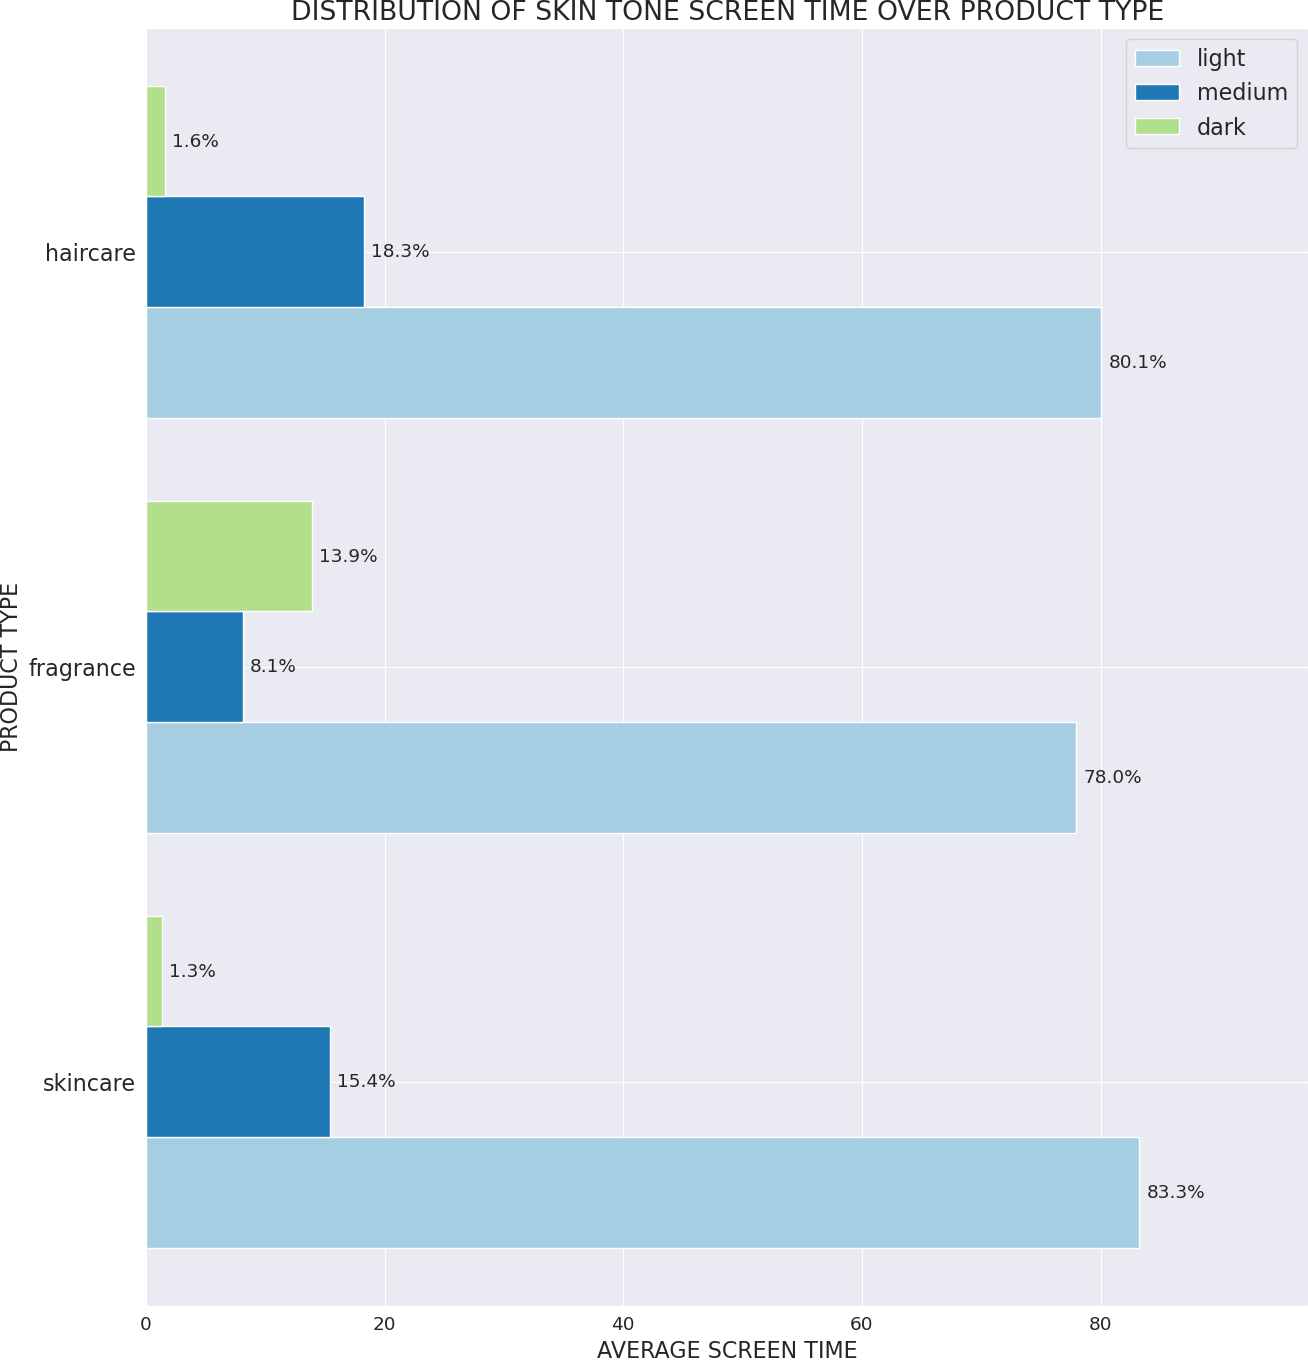 DISTRIBUTION OF SKIN TONE SCREEN TIME OVER PRODUCT TYPE
light
medium
dark
1.6%
haircare
18.3%
80.1%
13.9%
PRODUCT TYPE
fragrance
8.1%
78.0%
1.3%
skincare
15.4%
83.3%
0 20 40 60 80
AVERAGE SCREEN TIME